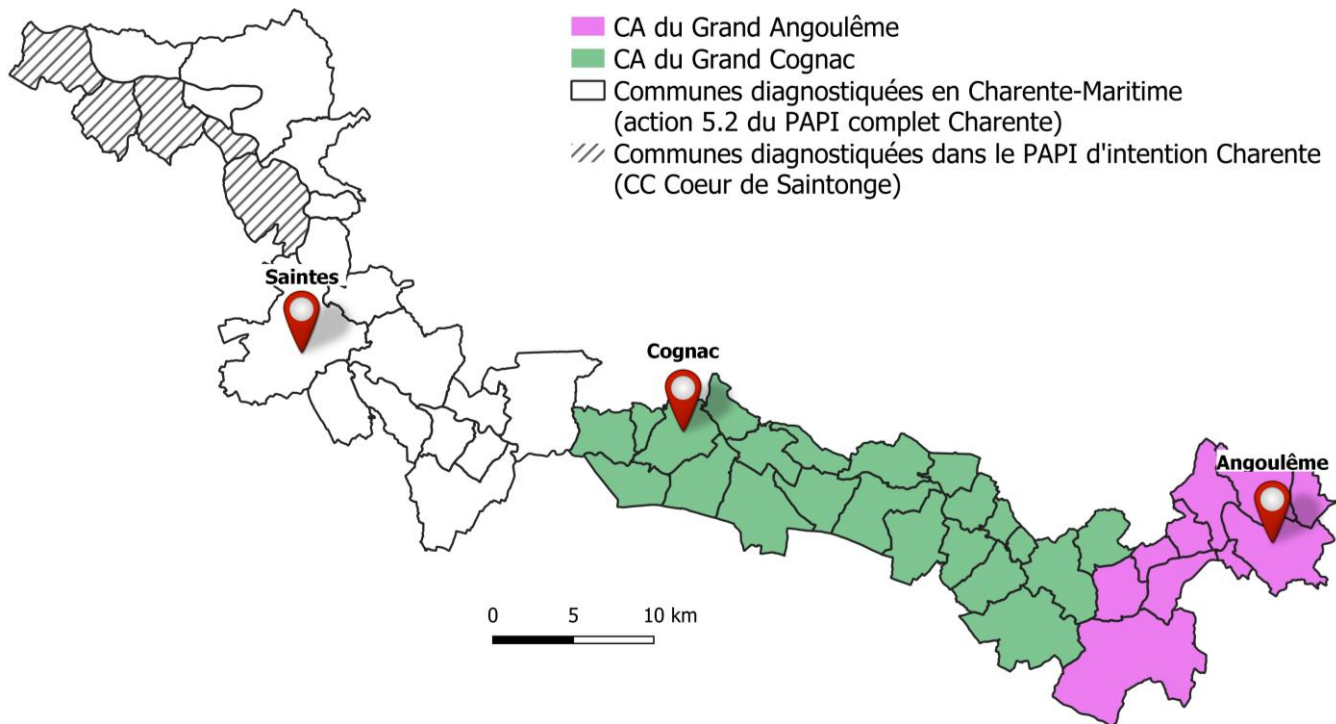 CA du Grand Angoulême
CA du Grand Cognac
Communes diagnostiquées en Charente-Maritime
(action 5.2 du PAPI complet Charente)
Communes diagnostiquées dans le PAPI d'intention Charente
(CC Coeur de Saintonge)
Saintes
Cognac
Angoulême
0 5 10 km